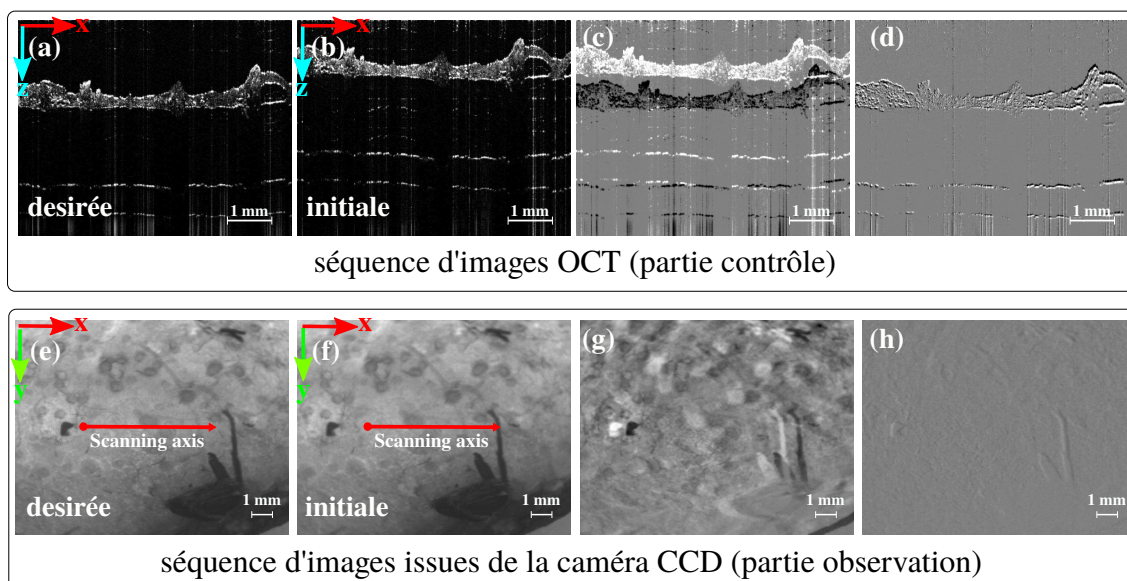 x
(a)
z
desirée
1 mm
x
(b)
z
initiale
1 mm
(c)
1 mm
(d)
1 mm
séquence d'images OCT (partie contrôle)
x
(e)
y
Scanning axis
desirée
1 mm
x
(f)
y
Scanning axis
initiale
1 mm
(g)
1 mm
(h)
1 mm
séquence d'images issues de la caméra CCD (partie observation)